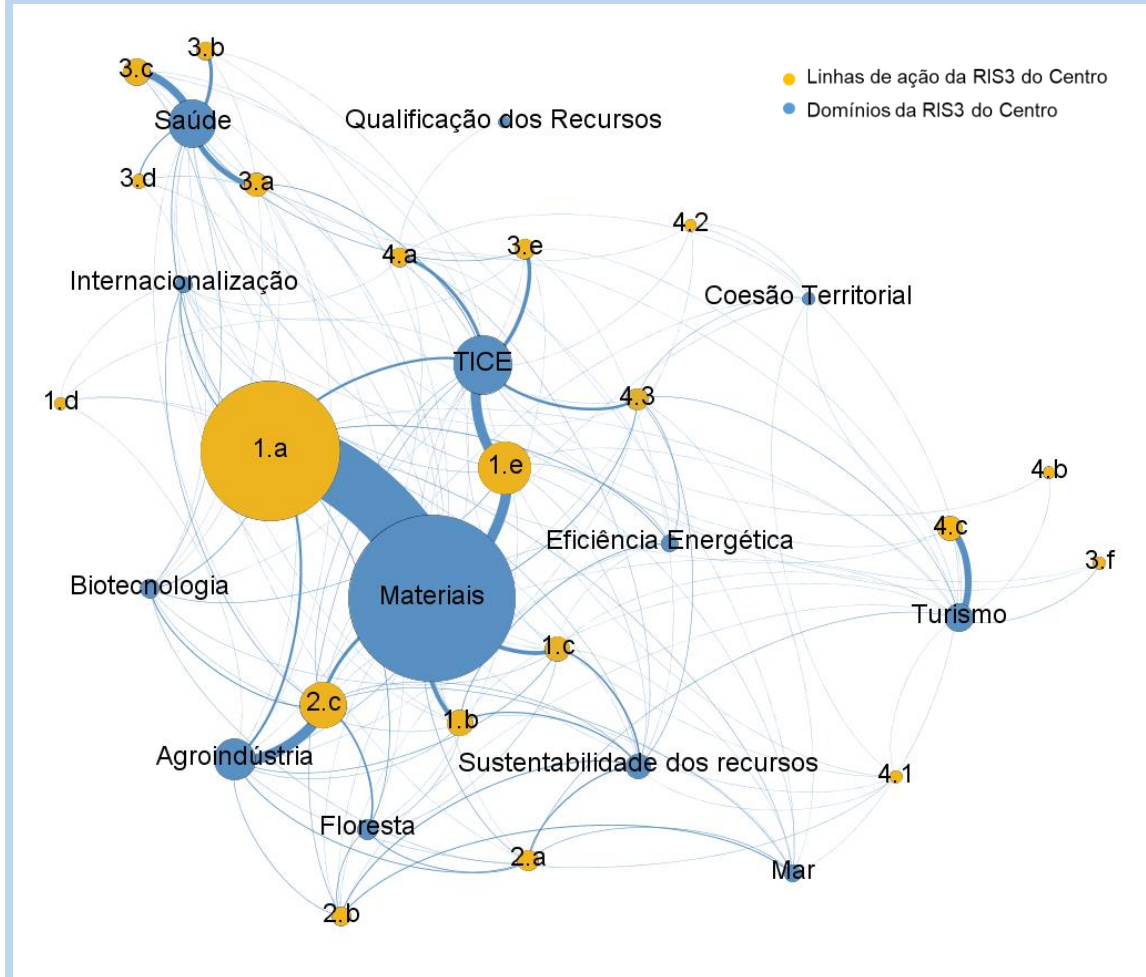 3.b
3.c
Linhas de ação da RIS3 do Centro
Domínios da RIS3 do Centro
Saúde
Qualificação dos Recursos
3.d
3.a
4.2
3.e
4.a
Internacionalização
Coesão Territorial
TICE
1.d
4.3
1.a
1.e
4.b
4.c
Eficiência Energética
3.f
Biotecnologia
Materiais
Turismo
1.c
2.c
1.b
Agroindústria
Sustentabilidade dos recursos
4.1
Floresta
2.a
Mar
2.b